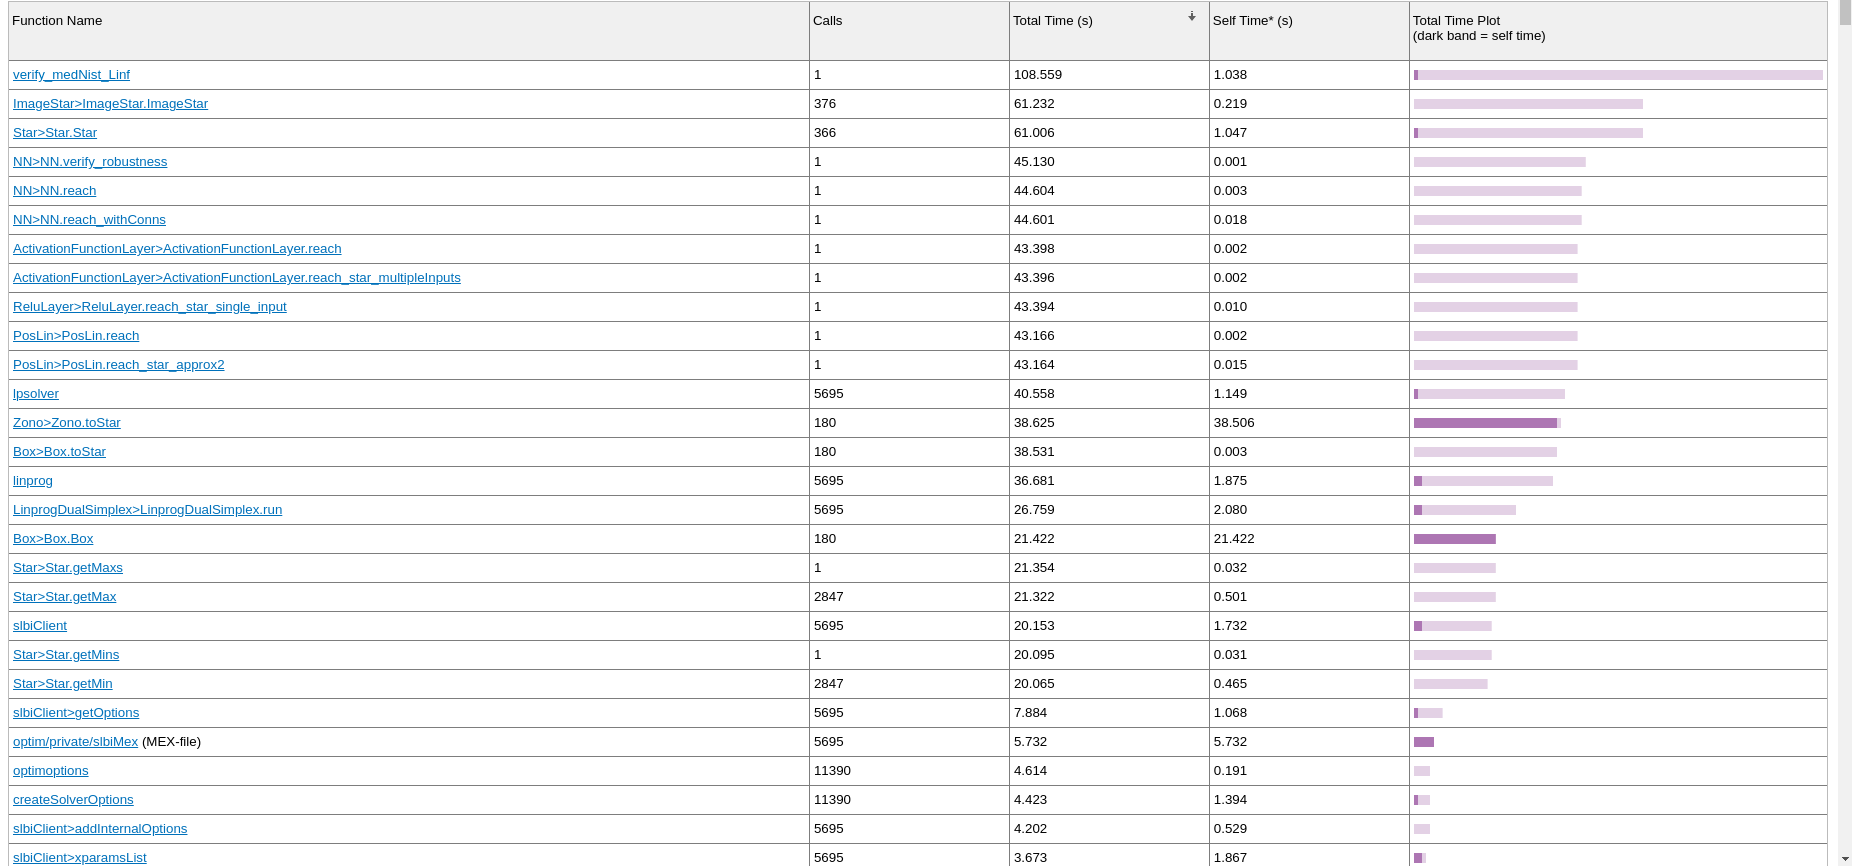 Function Name Calls Total Time (s) Self Time* (s) Total Time Plot
(dark band = self time)
verify_medNist_Linf 1 108.559 1.038
ImageStar>ImageStar.ImageStar 376 61.232 0.219
Star>Star.Star 366 61.006 1.047
NN>NN.verify_robustness 1 45.130 0.001
NN>NN.reach 1 44.604 0.003
NN>NN.reach_withConns 1 44.601 0.018
ActivationFunctionLayer>ActivationFunctionLayer.reach 1 43.398 0.002
ActivationFunctionLayer>ActivationFunctionLayer.reach_star_multipleInputs 1 43.396 0.002
ReluLayer>ReluLayer.reach_star_single_input 1 43.394 0.010
PosLin>PosLin.reach 1 43.166 0.002
PosLin>PosLin.reach_star_approx2 1 43.164 0.015
lpsolver 5695 40.558 1.149
Zono>Zono.toStar 180 38.625 38.506
Box>Box.toStar 180 38.531 0.003
linprog 5695 36.681 1.875
LinprogDualSimplex>LinprogDualSimplex.run 5695 26.759 2.080
Box>Box.Box 180 21.422 21.422
Star>Star.getMaxs 1 21.354 0.032
Star>Star.getMax 2847 21.322 0.501
slbiClient 5695 20.153 1.732
Star>Star.getMins 1 20.095 0.031
Star>Star.getMin 2847 20.065 0.465
slbiClient>getOptions 5695 7.884 1.068
optim/private/slbiMex (MEX-file) 5695 5.732 5.732
optimoptions 11390 4.614 0.191
createSolverOptions 11390 4.423 1.394
slbiClient>addInternalOptions 5695 4.202 0.529
slbiClient>xparamsList 5695 3.673 1.867